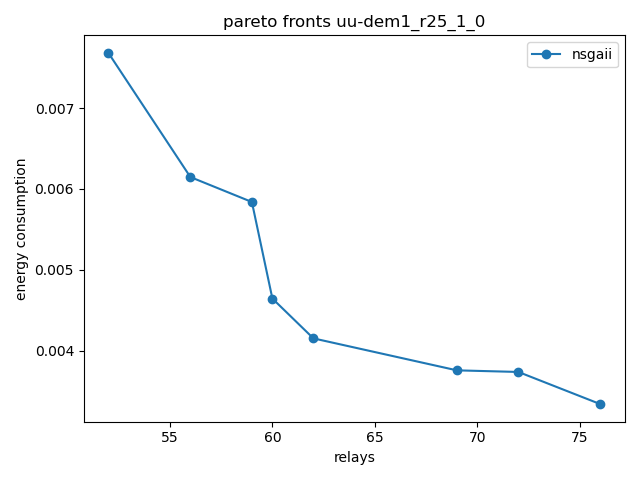 pareto fronts uu-dem1_r25_1_0
nsgaii
energy consumption
0.007
0.006
0.005
0.004
55 60 65 70 75
relays